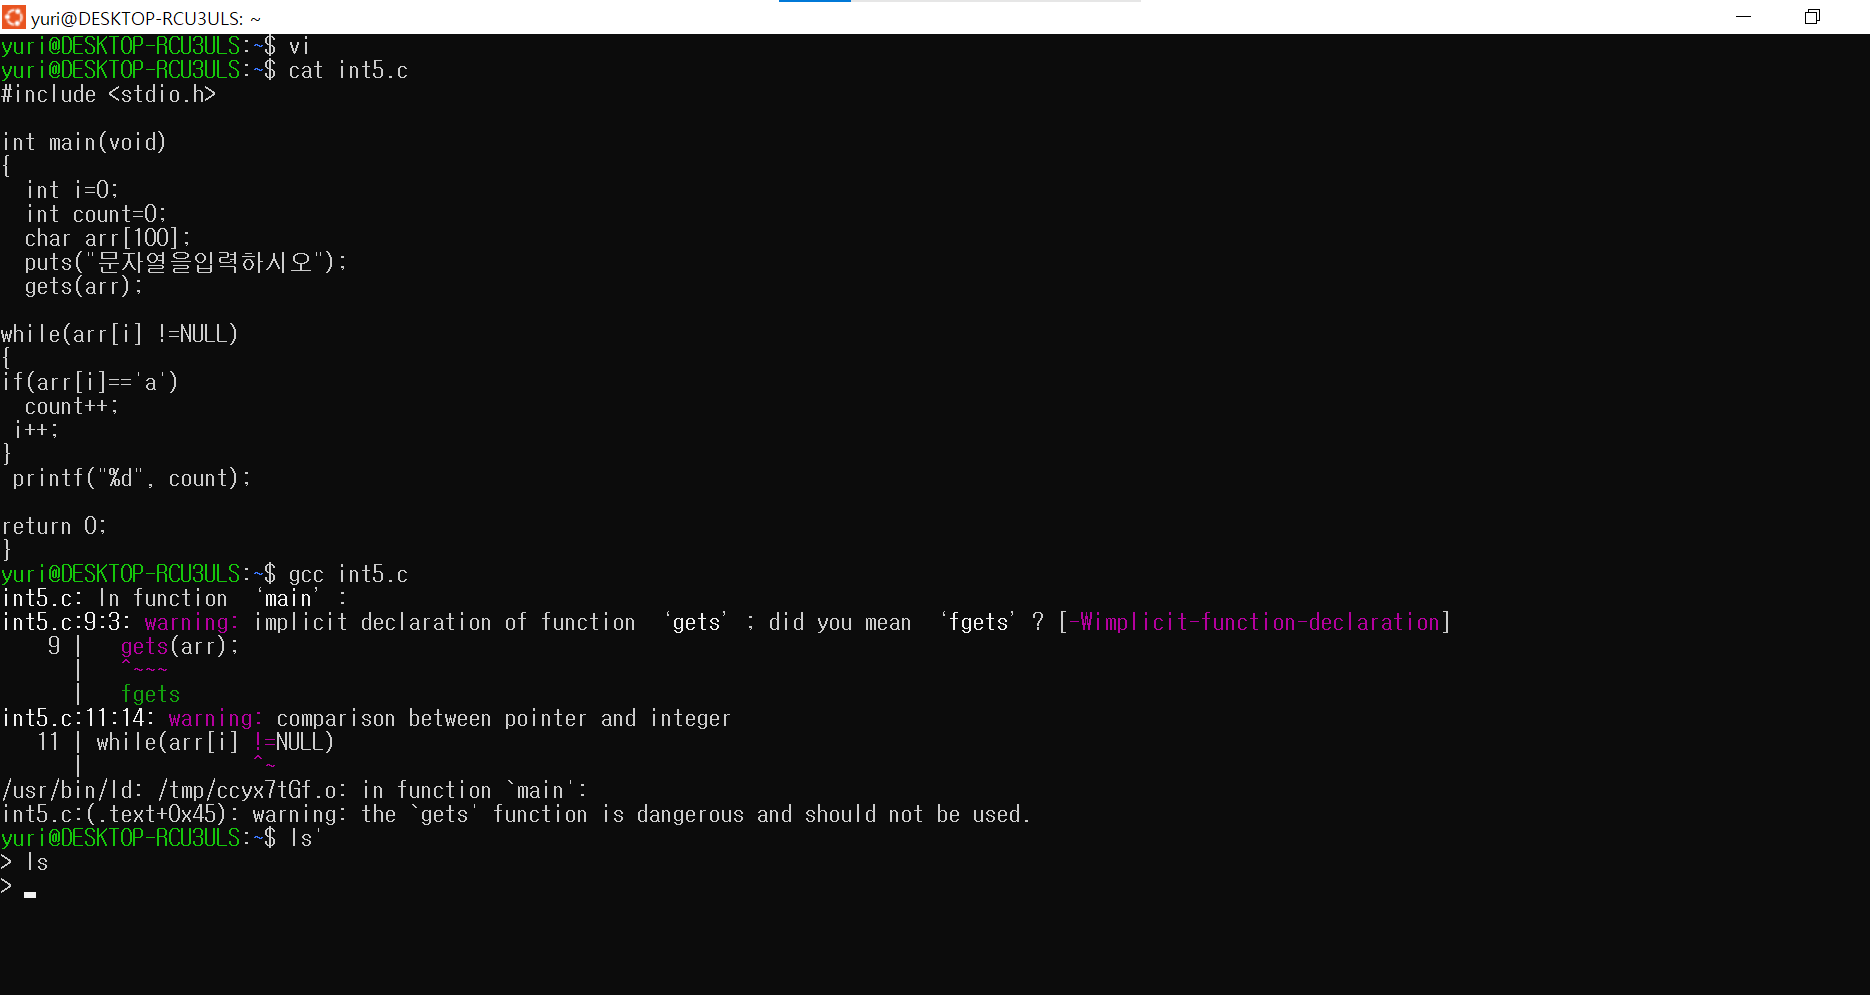 yuri@DESKTOP-RCU3ULS: ~
yuri@DESKTOP-RCU3ULS:~$ vi
yuri@DESKTOP-RCU3ULS:~$ cat int5.c
#include <stdio.h>
int main(void)
{
  int i=0;
  int count=0;
  char arr[100];
  puts("문자열을입력하시오");
  gets(arr);
while(arr[i] !=NULL)
{
if(arr[i]=='a')
  count++;
 i++;
}
 printf("%d", count);
return 0;
}
yuri@DESKTOP-RCU3ULS:~$ gcc int5.c
int5.c: In function ‘main’:
int5.c:9:3: warning: implicit declaration of function ‘gets’; did you mean ‘fgets’? [-Wimplicit-function-declaration]
    9 |   gets(arr);
      |   ^~~~
      |   fgets
int5.c:11:14: warning: comparison between pointer and integer
   11 | while(arr[i] !=NULL)
      |              ^~
/usr/bin/ld: /tmp/ccyx7tGf.o: in function `main':
int5.c:(.text+0x45): warning: the `gets' function is dangerous and should not be used.
yuri@DESKTOP-RCU3ULS:~$ ls'
> ls
>